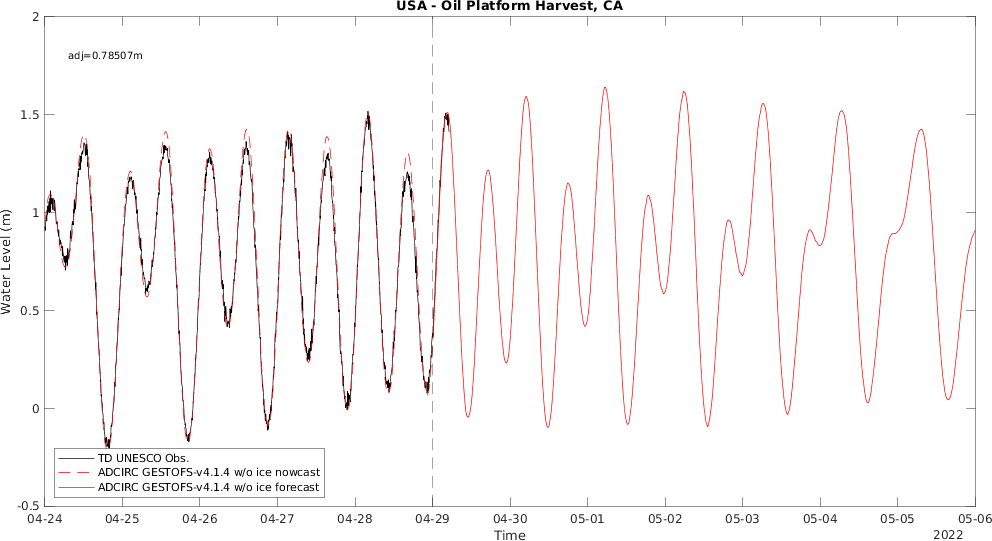 USA - Oil Platform Harvest, CA
adj=0.78507m
Water Level (m)
2
1.5
1
0.5
0
-0.5
TD UNESCO Obs.
ADCIRC GESTOFS-v4.1.4 w/o ice nowcast
ADCIRC GESTOFS-v4.1.4 w/o ice forecast
04-24 04-25 04-26 04-27 04-28 04-29 04-30 05-01 05-02 05-03 05-04 05-05 05-06
Time
2022